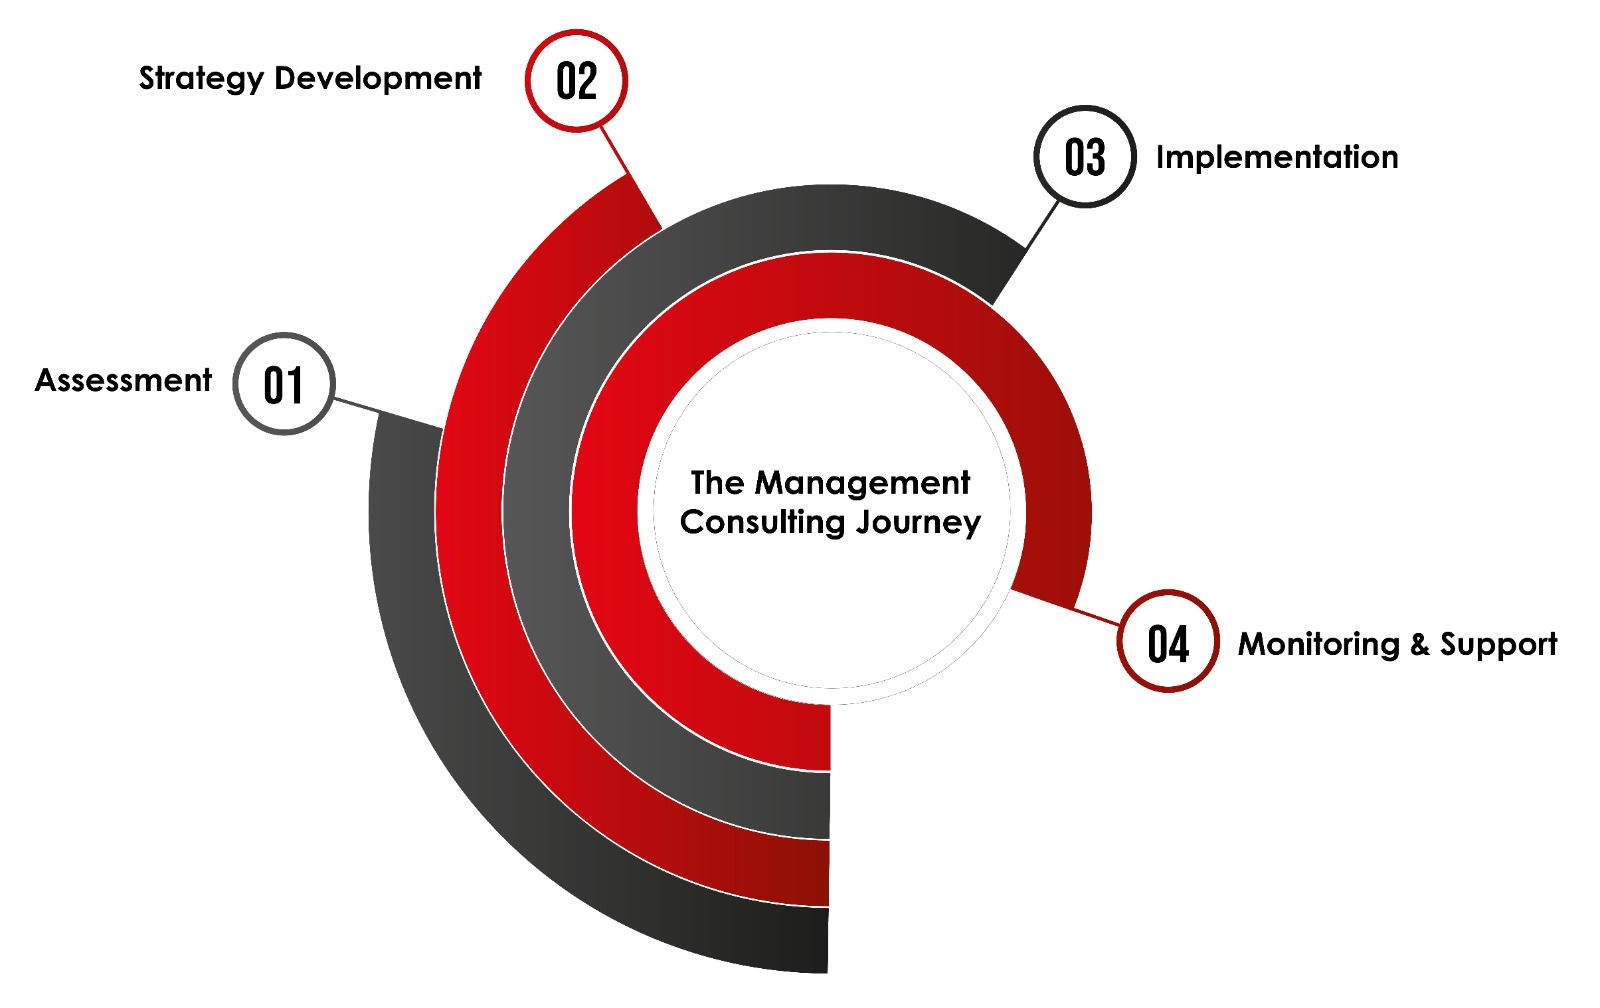 Strategy Development
02
03
Implementation
Assessment
01
The Management
Consulting Journey
04
Monitoring & Support